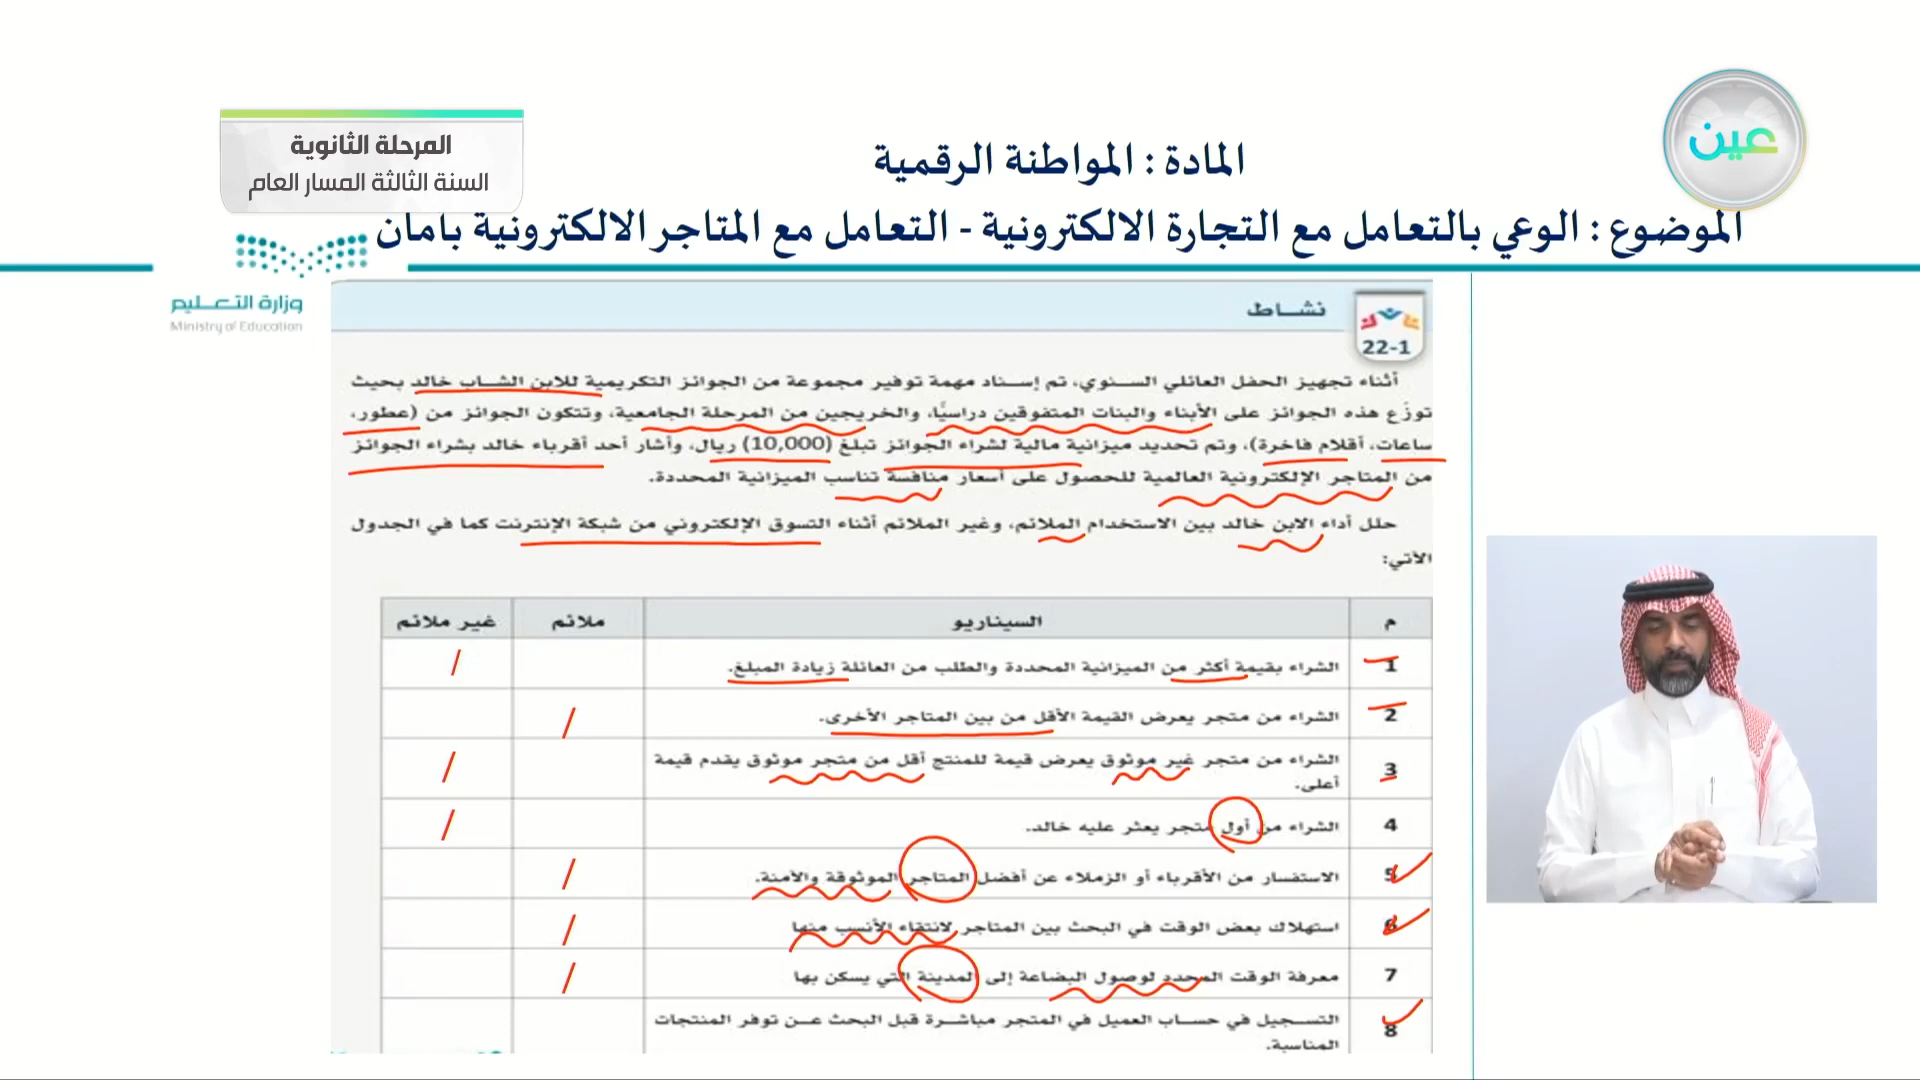 عين
المرحلة الثانوية
السنة الثالثة المسار العام
المادة : المواطنة الرقمية
الموضوع : الوعي بالتعامل مع التجارة الالكترونية - التعامل مع المتاجر الالكترونية بامان
وزارة التعليم
Ministry of Education
نشاط
22-1
أثناء تجهيز الحفل العائلي السنوي، تم إسناد مهمة توفير مجموعة من الجوائز التكريمية للابن الشاب خالد بحيث
توزَّع هذه الجوائز على الأبناء والبنات المتفوقين دراسيًّا، والخريجين من المرحلة الجامعية، وتتكون الجوائز من (عطور،
ساعات، أقلام فاخرة)، وتم تحديد ميزانية مالية لشراء الجوائز تبلغ (10,000) ريال، وأشار أحد أقرباء خالد بشراء الجوائز
من المتاجر الإلكترونية العالمية للحصول على أسعار منافسة تناسب الميزانية المحددة.
حلل أداء الابن خالد بين الاستخدام الملائم، وغير الملائم أثناء التسوق الإلكتروني من شبكة الإنترنت كما في الجدول
الآتي:
م السيناريو ملائم غير ملائم
1 الشراء بقيمة أكثر من الميزانية المحددة والطلب من العائلة زيادة المبلغ.
2 الشراء من متجر يعرض القيمة الأقل من بين المتاجر الأخرى.
3 الشراء من متجر غير موثوق يعرض قيمة للمنتج أقل من متجر موثوق يقدم قيمة
أعلى.
4 الشراء من أول متجر يعثر عليه خالد.
5 الاستفسار من الأقرباء أو الزملاء عن أفضل المتاجر الموثوقة والآمنة.
6 استهلاك بعض الوقت في البحث بين المتاجر لانتقاء الأنسب منها
7 معرفة الوقت المحدد لوصول البضاعة إلى المدينة التي يسكن بها
8 التسجيل في حساب العميل في المتجر مباشرة قبل البحث عن توفر المنتجات
المناسبة.